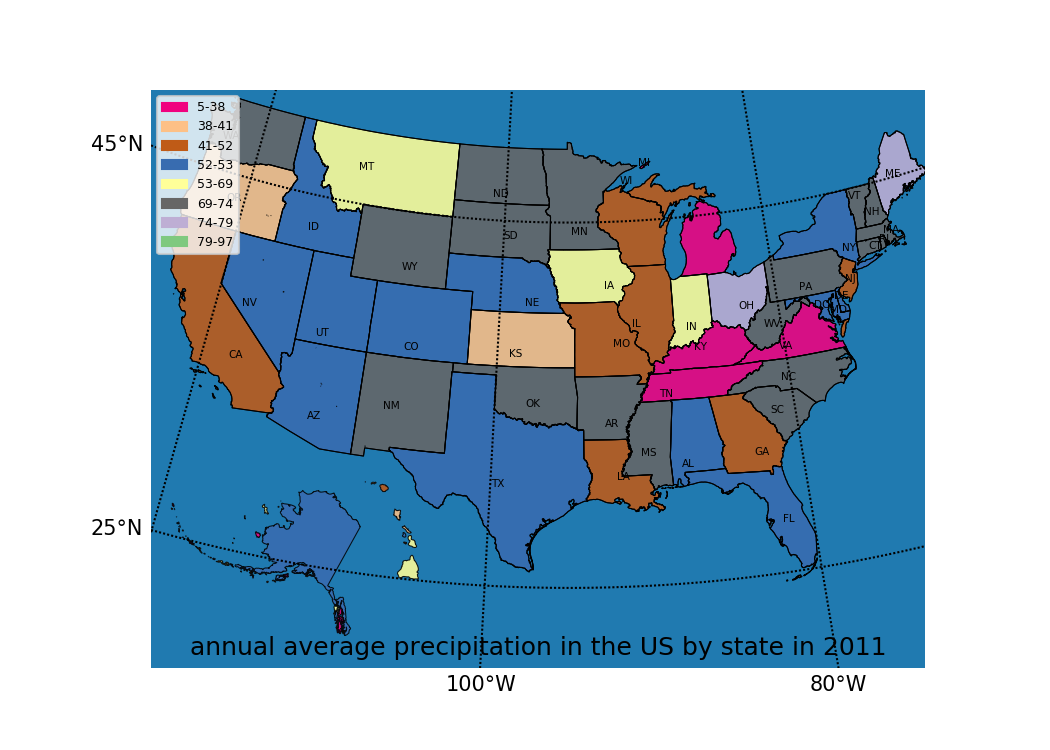 5-38
38-41
41-52
52-53
53-69
69-74
74-79
79-97
45°N
25°N
100°W
80°W
MT
ND
MI
WI
ME
VT
NH
MA
CT
NY
ID
WY
SD
MN
IA
PA
NJ
NV
UT
CO
NE
KS
IL
MO
IN
OH
WV
VA
KY
DC
MD
CA
AZ
NM
OK
AR
TN
NC
SC
MS
AL
GA
TX
LA
FL
annual average precipitation in the US by state in 2011